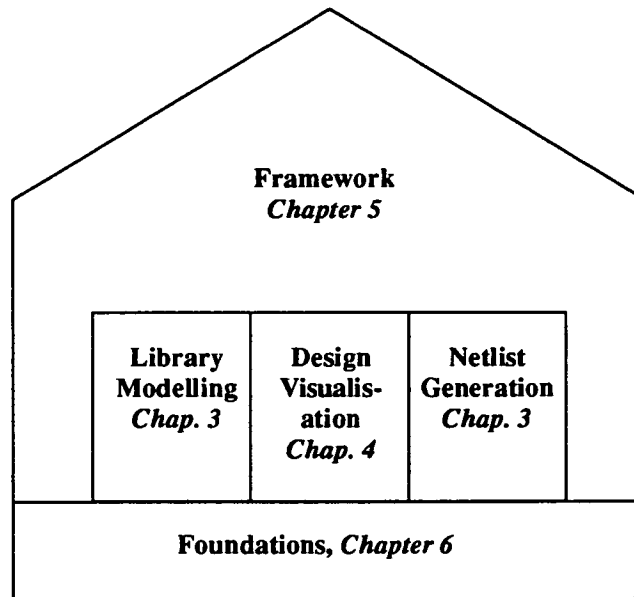 Framework
Chapter 5
Library
Modelling
Chap. 3
Design
Visualis-
ation
Chap. 4
Netlist
Generation
Chap. 3
Foundations, Chapter 6